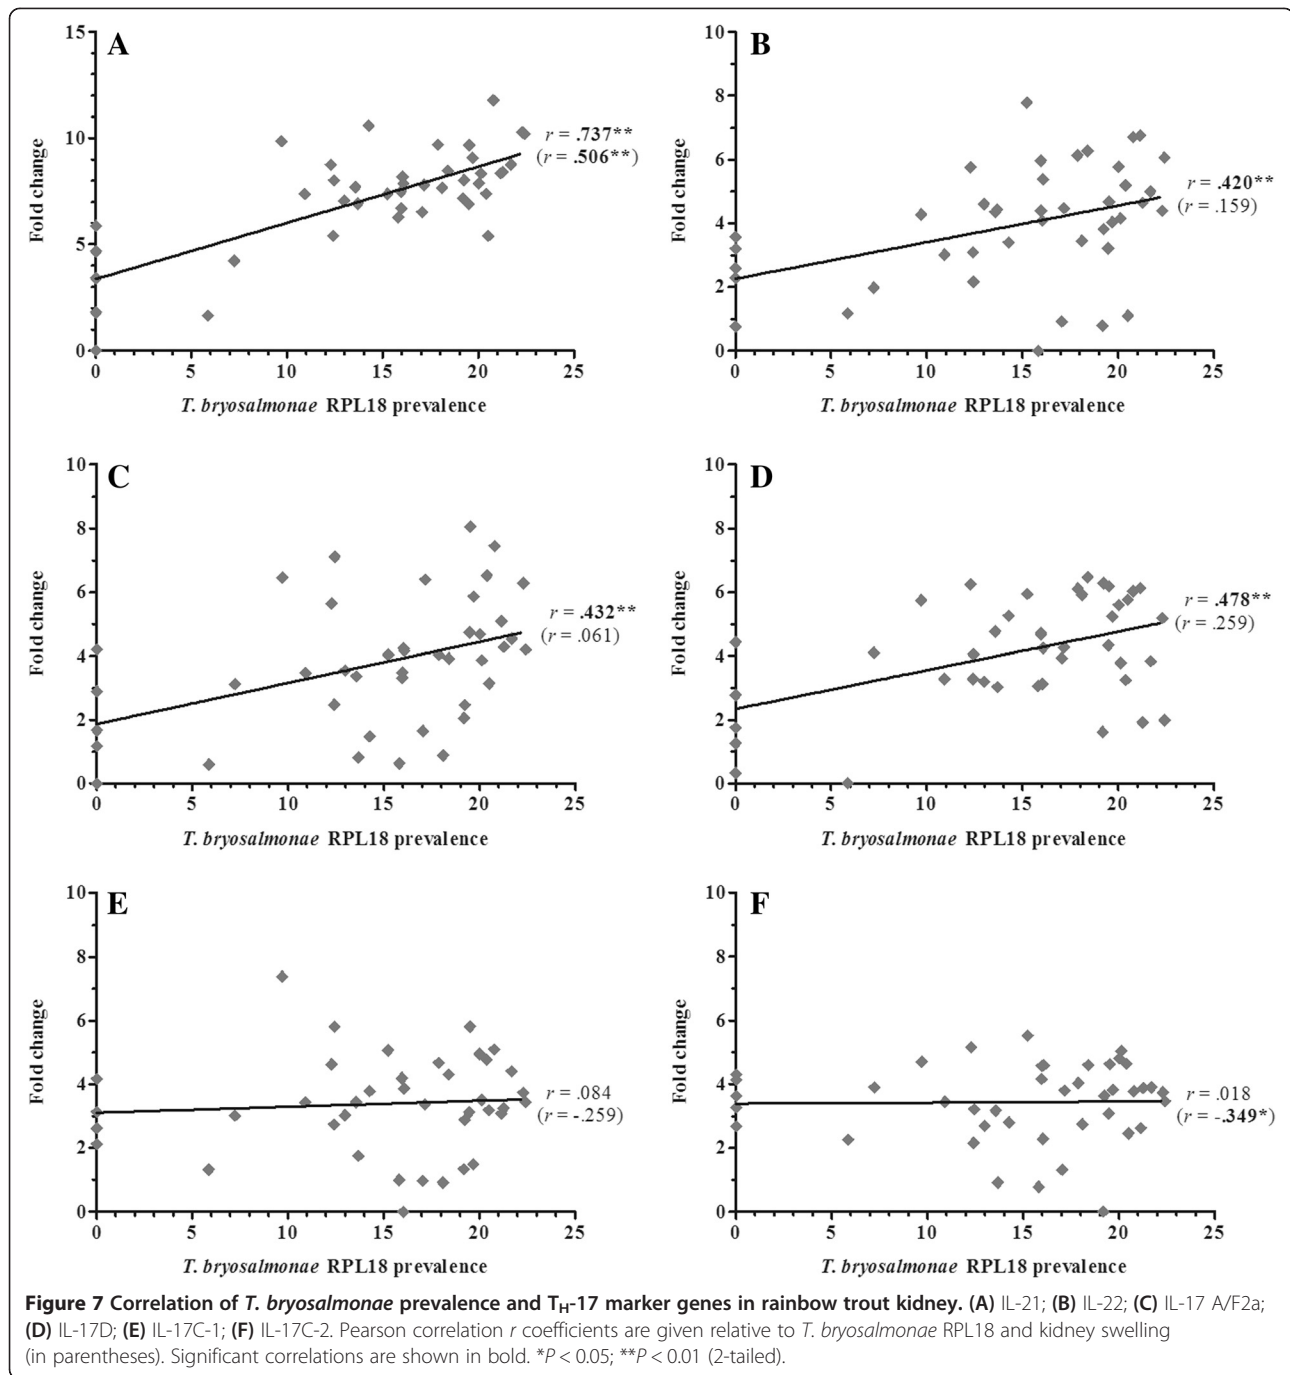 A
15
10
5
0
Fold change
r = .737**
(r = .506**)
0 5 10 15 20 25
T. bryosalmonae RPL18 prevalence
B
10
8
6
4
2
0
Fold change
r = .420**
(r = .159)
0 5 10 15 20 25
T. bryosalmonae RPL18 prevalence
C
10
8
6
4
2
0
Fold change
r = .432**
(r = .061)
0 5 10 15 20 25
T. bryosalmonae RPL18 prevalence
D
10
8
6
4
2
0
Fold change
r = .478**
(r = .259)
0 5 10 15 20 25
T. bryosalmonae RPL18 prevalence
E
10
8
6
4
2
0
Fold change
r = .084
(r = -.259)
0 5 10 15 20 25
T. bryosalmonae RPL18 prevalence
F
10
8
6
4
2
0
Fold change
r = .018
(r = -.349*)
0 5 10 15 20 25
T. bryosalmonae RPL18 prevalence
Figure 7 Correlation of T. bryosalmonae prevalence and TH-17 marker genes in rainbow trout kidney. (A) IL-21; (B) IL-22; (C) IL-17 A/F2a;
(D) IL-17D; (E) IL-17C-1; (F) IL-17C-2. Pearson correlation r coefficients are given relative to T. bryosalmonae RPL18 and kidney swelling
(in parentheses). Significant correlations are shown in bold. *P < 0.05; **P < 0.01 (2-tailed).